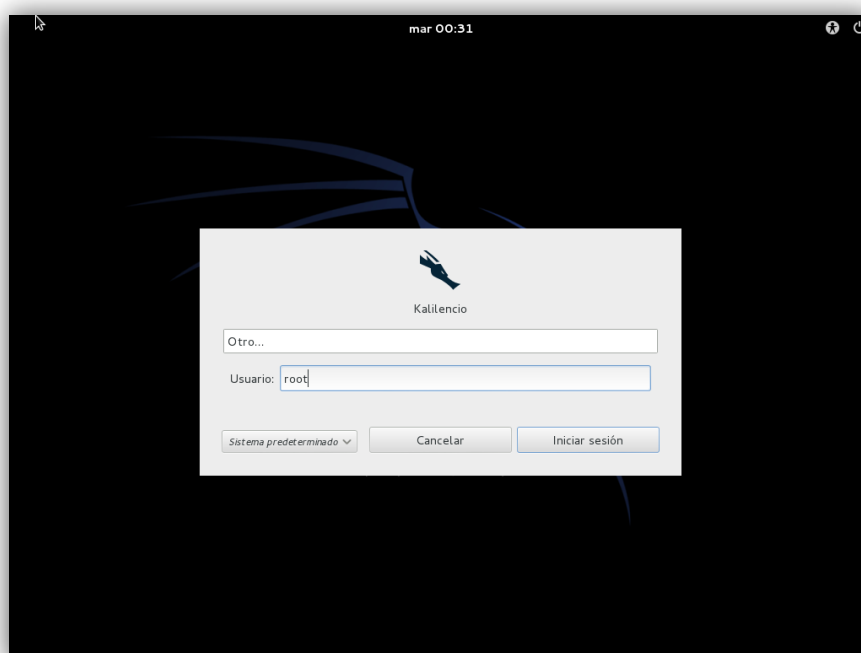 mar 00:31
Kalilencio
Otro...
Usuario: root
Sistema predeterminado Cancelar Iniciar sesión